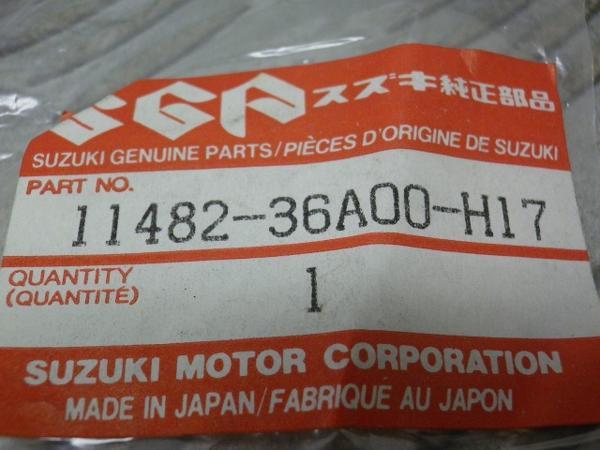 SGP スズキ純正部品
SUZUKI GENUINE PARTS/PIÈCES D'ORIGINE DE SUZUKI
PART NO.
11482-36A00-H17
QUANTITY
(QUANTITÉ)
1
SUZUKI MOTOR CORPORATION
MADE IN JAPAN/FABRIQUÉ AU JAPON